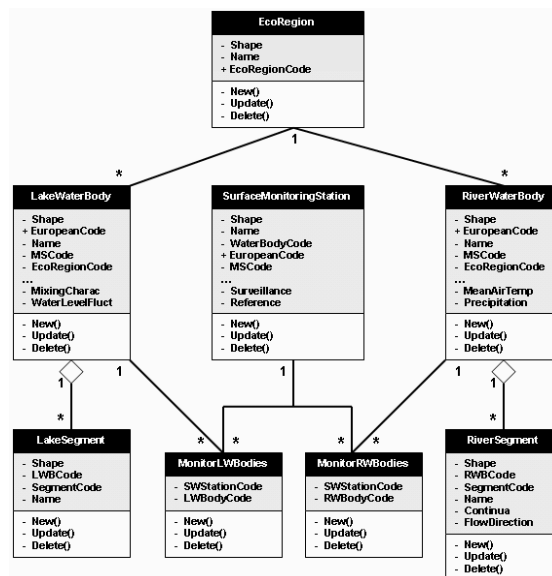 EcoRegion
- Shape
- Name
+ EcoRegionCode
- New()
- Update()
- Delete()
1
*
*
LakeWaterBody
- Shape
+ EuropeanCode
- Name
- MSCode
- EcoRegionCode
...
- MixingCharac
- WaterLevelFluct
- New()
- Update()
- Delete()
SurfaceMonitoringStation
- Shape
- Name
- WaterBodyCode
+ EuropeanCode
- MSCode
...
- Surveillance
- Reference
- New()
- Update()
- Delete()
RiverWaterBody
- Shape
+ EuropeanCode
- Name
- MSCode
- EcoRegionCode
...
- MeanAirTemp
- Precipitation
- New()
- Update()
- Delete()
1
1
1
1
1
*
*
*
*
*
*
LakeSegment
- Shape
- LWBCode
- SegmentCode
- Name
- New()
- Update()
- Delete()
MonitorLWBodies
- SWStationCode
- LWBodyCode
- New()
- Update()
- Delete()
MonitorRWBodies
- SWStationCode
- RWBodyCode
- New()
- Update()
- Delete()
RiverSegment
- Shape
- RWBCode
- SegmentCode
- Name
- Continua
- FlowDirection
- New()
- Update()
- Delete()